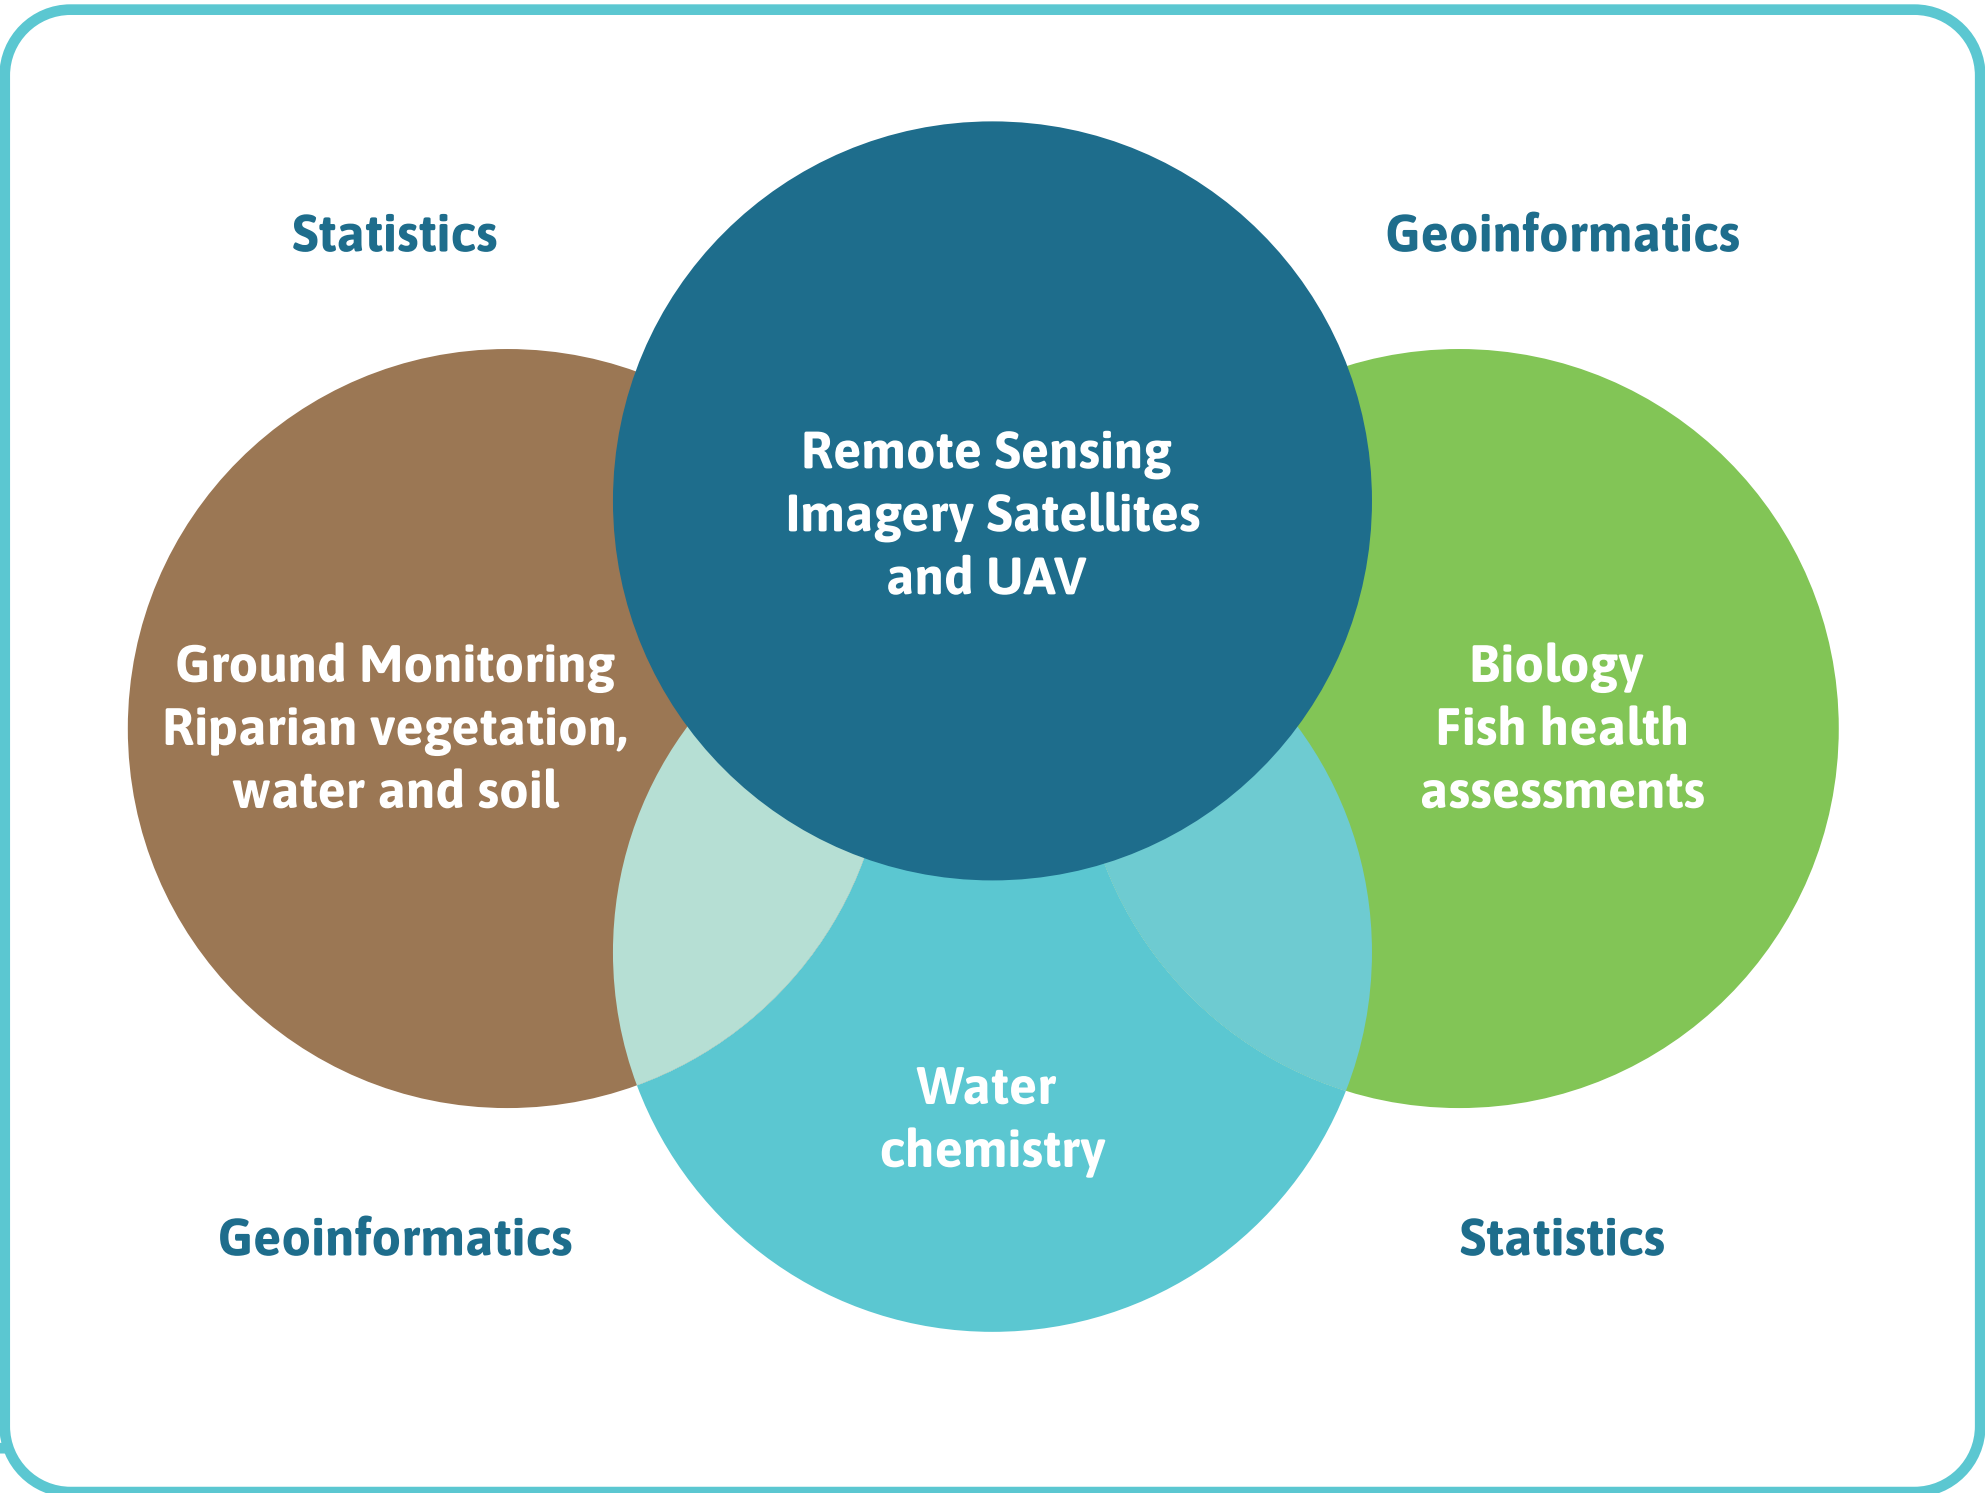 Statistics
Geoinformatics
Remote Sensing
Imagery Satellites
and UAV
Ground Monitoring
Riparian vegetation,
water and soil
Biology
Fish health
assessments
Water
chemistry
Geoinformatics
Statistics